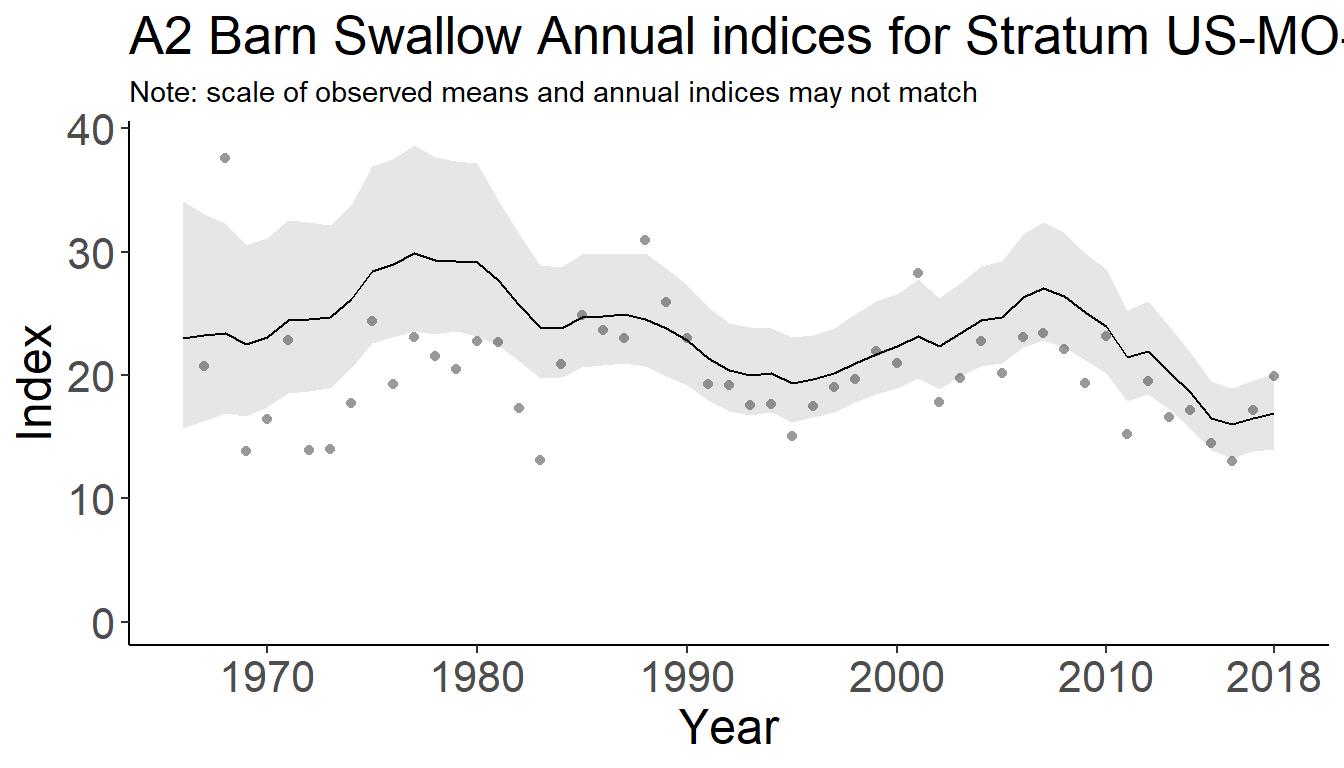 A2 Barn Swallow Annual indices for Stratum US-MO-
Note: scale of observed means and annual indices may not match
40
30
20
10
0
Index
1970 1980 1990 2000 2010 2018
Year